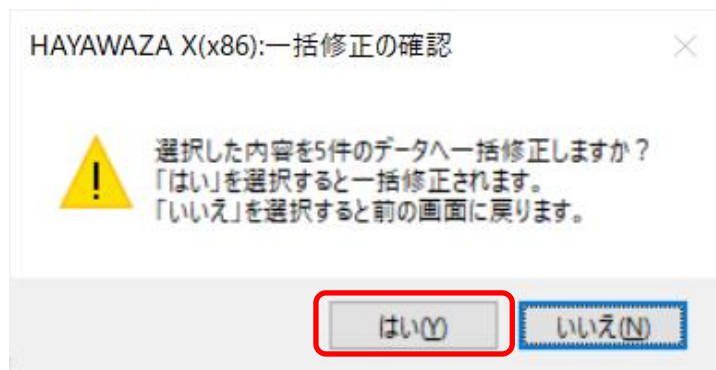 HAYAWAZA X(x86):一括修正の確認
選択した内容を5件のデータへ一括修正しますか？
「はい」を選択すると一括修正されます。
「いいえ」を選択すると前の画面に戻ります。
はい(Y)
いいえ(N)